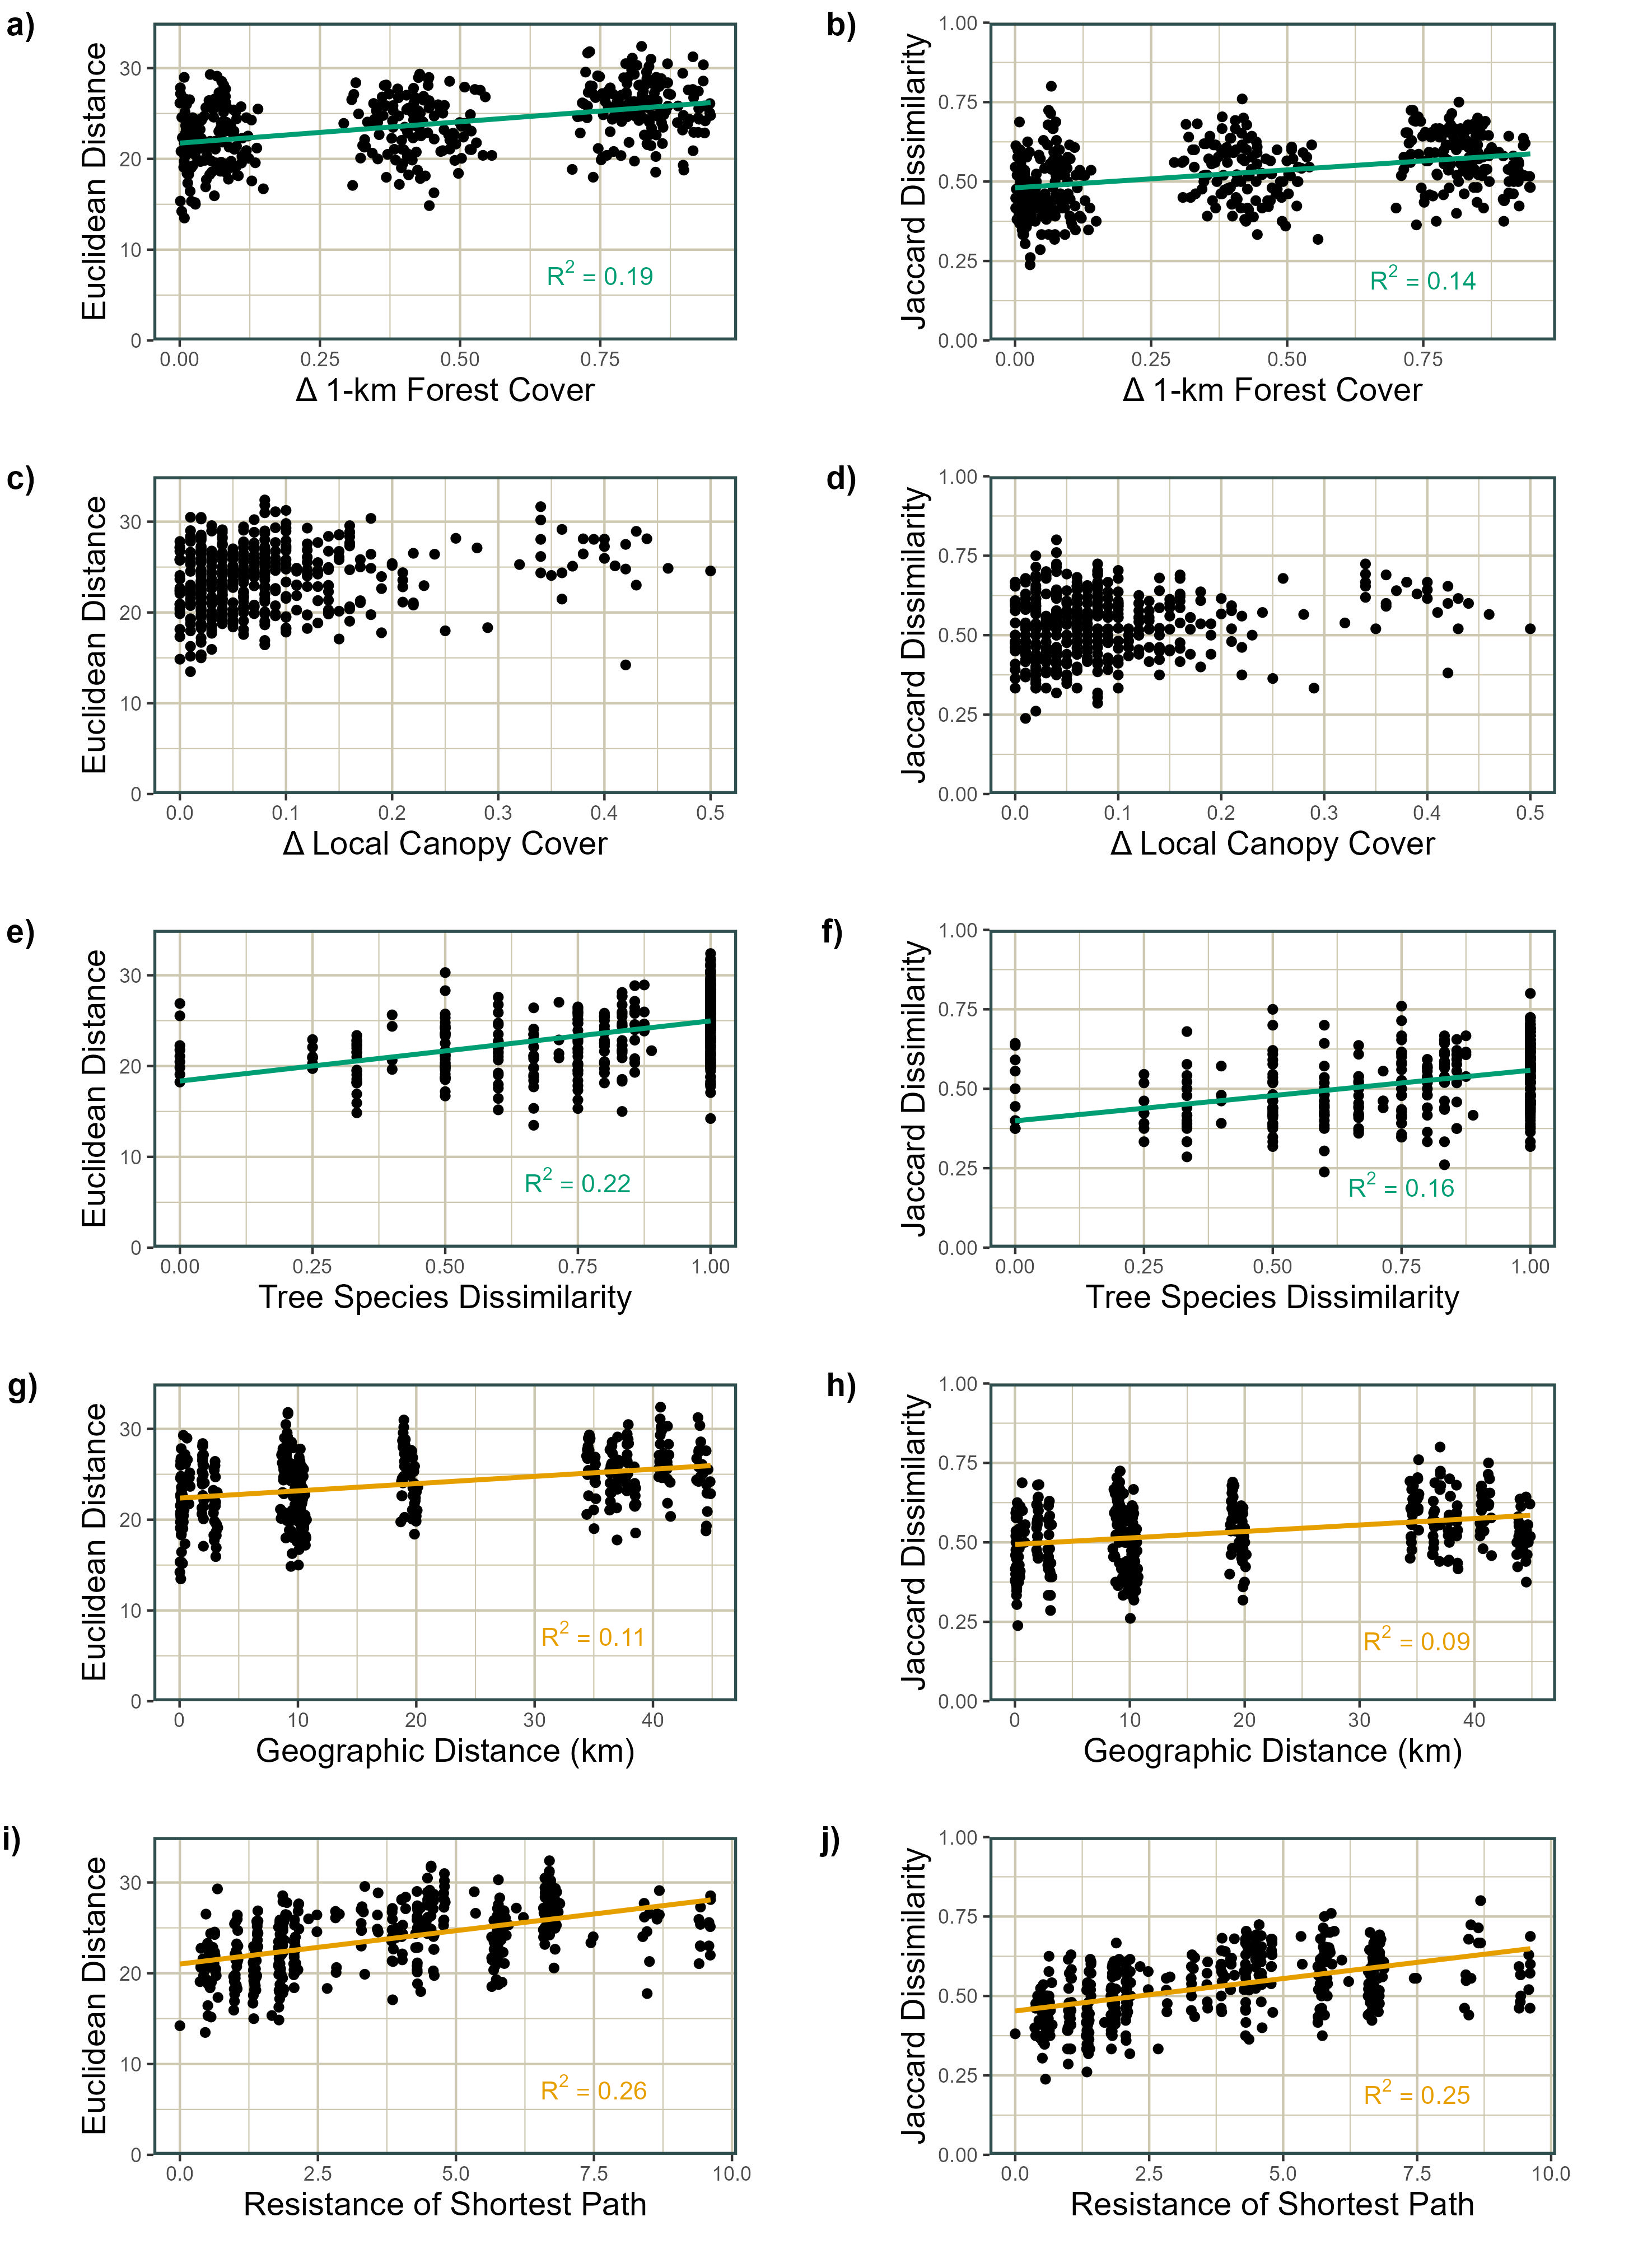 a)
Euclidean Distance
30
20
10
0
R² = 0.19
0.00 0.25 0.50 0.75
Δ 1-km Forest Cover
b)
Jaccard Dissimilarity
1.00
0.75
0.50
0.25
0.00
R² = 0.14
0.00 0.25 0.50 0.75
Δ 1-km Forest Cover
c)
Euclidean Distance
30
20
10
0
0.0 0.1 0.2 0.3 0.4 0.5
Δ Local Canopy Cover
d)
Jaccard Dissimilarity
1.00
0.75
0.50
0.25
0.00
0.0 0.1 0.2 0.3 0.4 0.5
Δ Local Canopy Cover
e)
Euclidean Distance
30
20
10
0
R² = 0.22
0.00 0.25 0.50 0.75 1.00
Tree Species Dissimilarity
f)
Jaccard Dissimilarity
1.00
0.75
0.50
0.25
0.00
R² = 0.16
0.00 0.25 0.50 0.75 1.00
Tree Species Dissimilarity
g)
Euclidean Distance
30
20
10
0
R² = 0.11
0 10 20 30 40
Geographic Distance (km)
h)
Jaccard Dissimilarity
1.00
0.75
0.50
0.25
0.00
R² = 0.09
0 10 20 30 40
Geographic Distance (km)
i)
Euclidean Distance
30
20
10
0
R² = 0.26
0.0 2.5 5.0 7.5 10.0
Resistance of Shortest Path
j)
Jaccard Dissimilarity
1.00
0.75
0.50
0.25
0.00
R² = 0.25
0.0 2.5 5.0 7.5 10.0
Resistance of Shortest Path